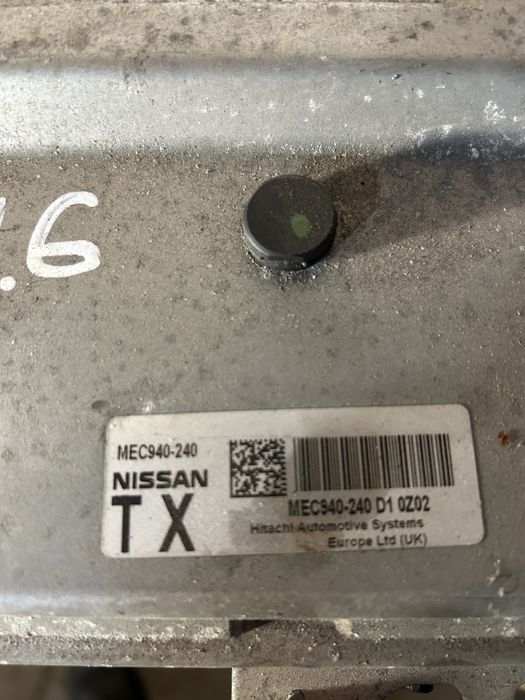 .6
MEC940-240
NISSAN
TX
MEC940-240 D1 0Z02
Hitachi Automotive Systems
Europe Ltd (UK)